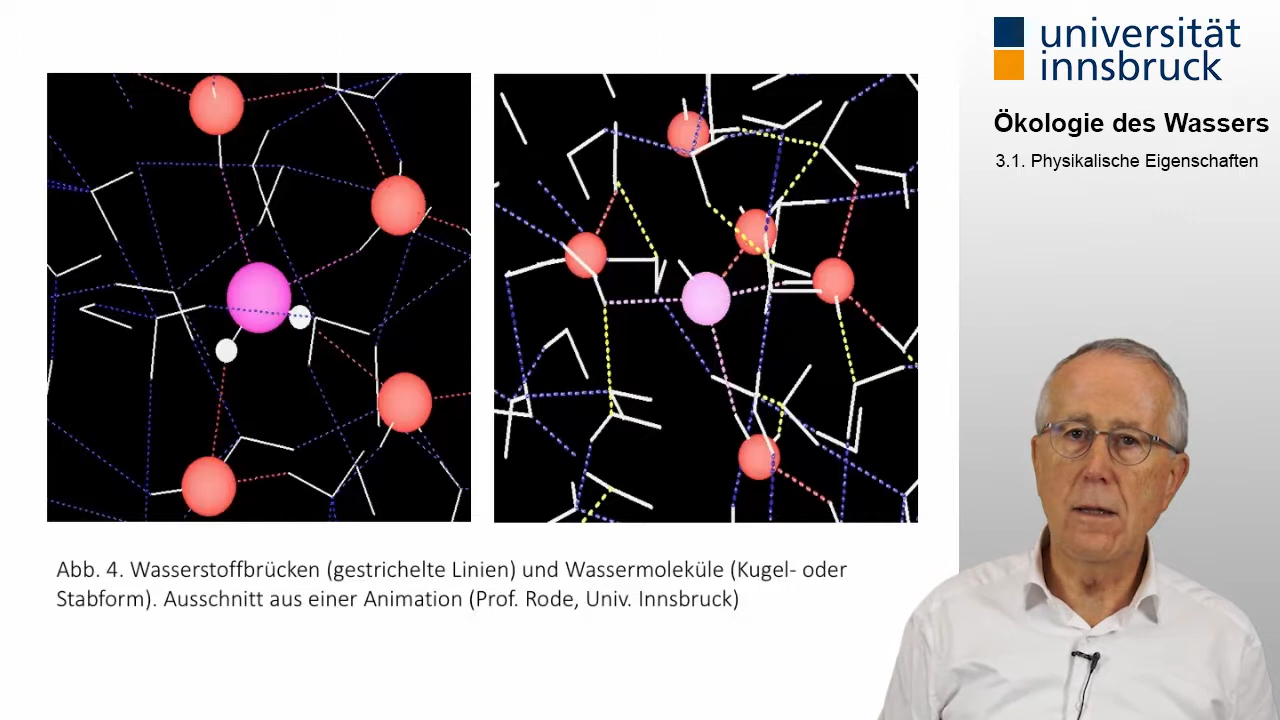 universität
innsbruck
Ökologie des Wassers
3.1. Physikalische Eigenschaften
Abb. 4. Wasserstoffbrücken (gestrichelte Linien) und Wassermoleküle (Kugel- oder
Stabform). Ausschnitt aus einer Animation (Prof. Rode, Univ. Innsbruck)